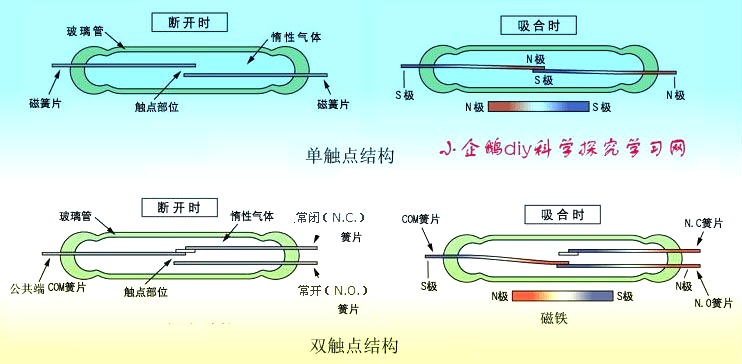 断开时
玻璃管
惰性气体
磁簧片
触点部位
磁簧片
吸合时
N极
S极
S极
N极
N极
S极
单触点结构
小企鹅diy科学探究学习网
断开时
玻璃管
惰性气体
常闭(N.C.)
簧片
公共端COM簧片
触点部位
常开(N.O.)
簧片
吸合时
COM簧片
N.C簧片
S极
N极
S极
N极
N.O簧片
磁铁
双触点结构